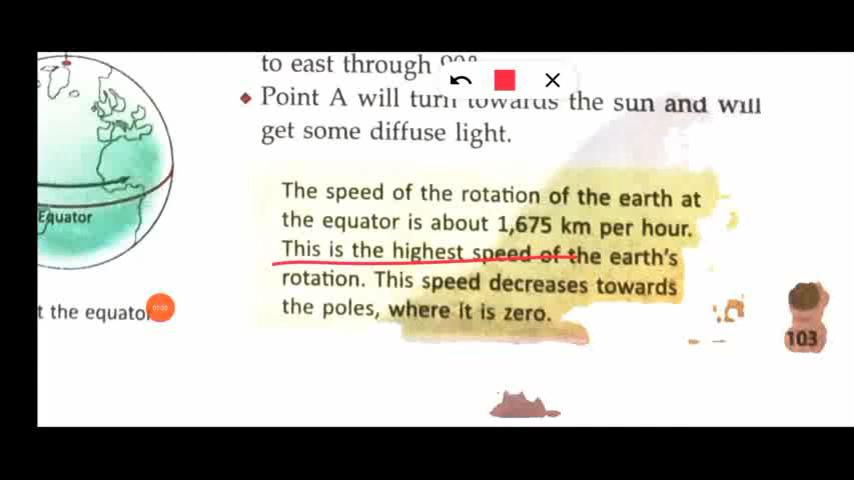 to east through
Point A will turn towards the sun and will
get some diffuse light.
The speed of the rotation of the earth at
the equator is about 1,675 km per hour.
This is the highest speed of the earth's
rotation. This speed decreases towards
the poles, where it is zero.
Equator
t the equator
103